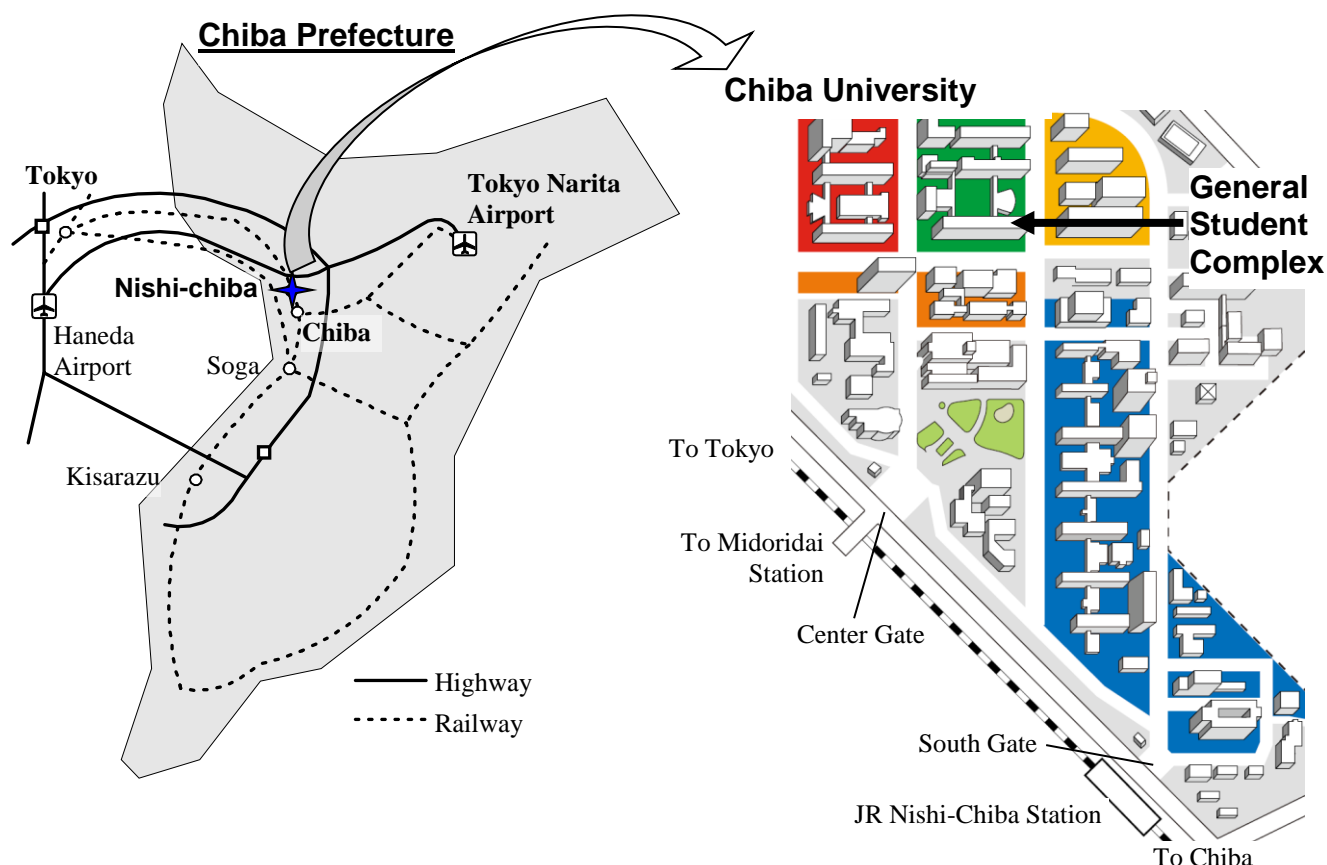 Chiba Prefecture
Tokyo
Tokyo Narita
Airport
Nishi-chiba
Chiba
Haneda
Airport
Soga
Kisarazu
Highway
Railway
Chiba University
General
Student
Complex
To Tokyo
To Midoridai
Station
Center Gate
South Gate
JR Nishi-Chiba Station
To Chiba